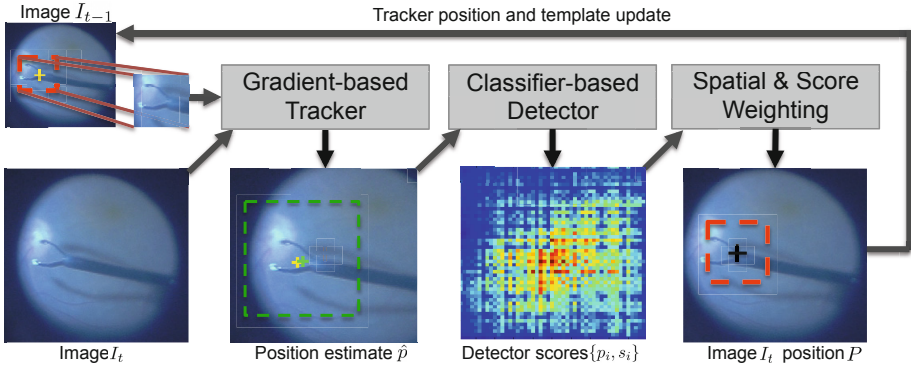 Image I_{t-1}
Tracker position and template update
Gradient-based
Tracker
Classifier-based
Detector
Spatial & Score
Weighting
Image I_t
Position estimate p̂
Detector scores{p_i, s_i}
Image I_t position P